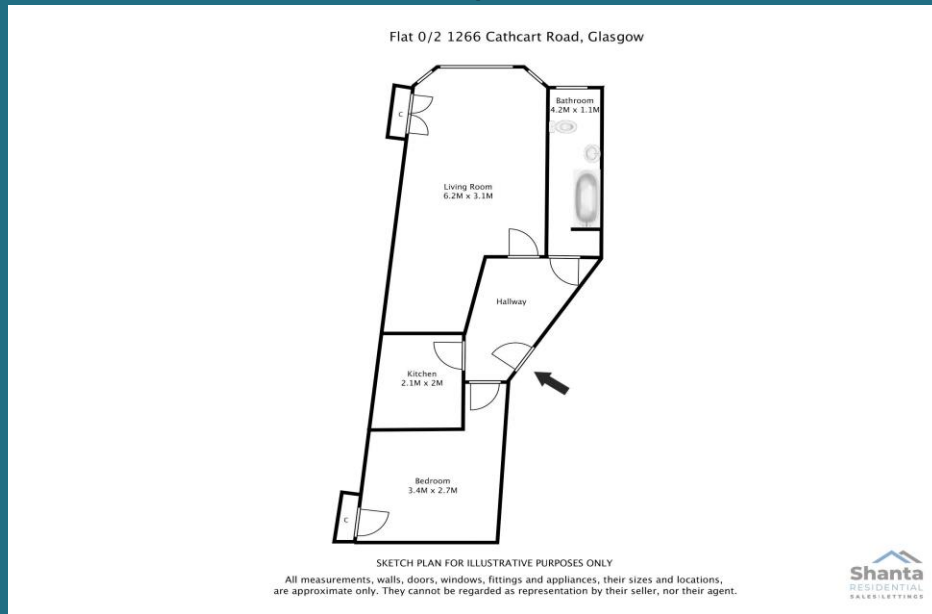 Flat 0/2 1266 Cathcart Road, Glasgow
Bathroom
4.2M x 1.1M
C
Living Room
6.2M x 3.1M
Hallway
Kitchen
2.1M x 2M
Bedroom
3.4M x 2.7M
C
SKETCH PLAN FOR ILLUSTRATIVE PURPOSES ONLY
All measurements, walls, doors, windows, fittings and appliances, their sizes and locations,
are approximate only. They cannot be regarded as representation by their seller, nor their agent.
Shanta
RESIDENTIAL
SALES|LETTINGS